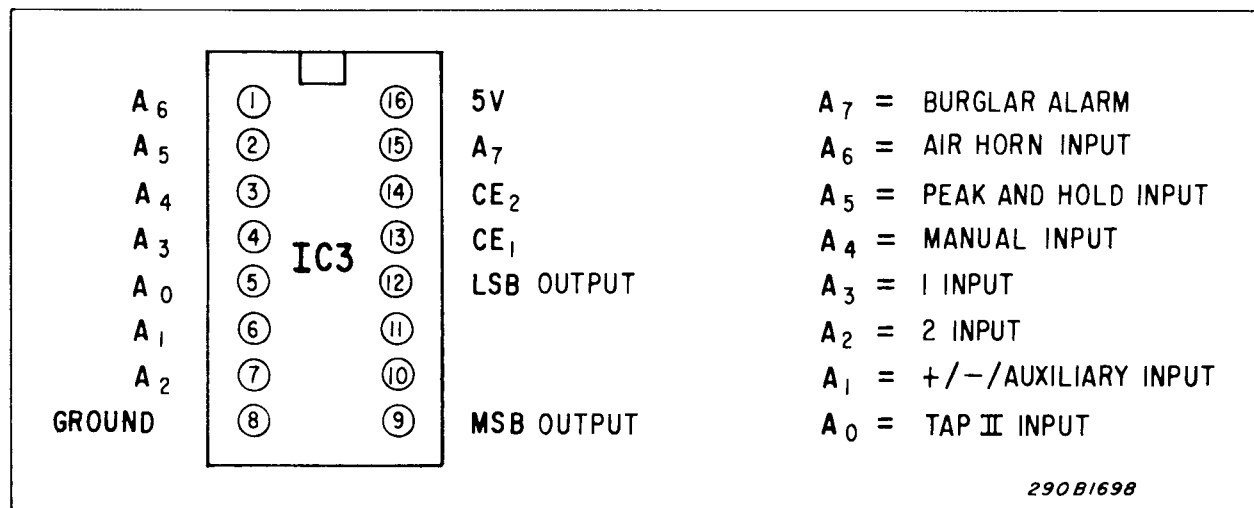 A6 1 16 5V A7 = BURGLAR ALARM
A5 2 15 A7 A6 = AIR HORN INPUT
A4 3 14 CE2 A5 = PEAK AND HOLD INPUT
A3 4 IC3 13 CE1 A4 = MANUAL INPUT
A0 5 12 LSB OUTPUT A3 = 1 INPUT
A1 6 11 A2 = 2 INPUT
A2 7 10 A1 = +/-/AUXILIARY INPUT
GROUND 8 9 MSB OUTPUT A0 = TAP II INPUT
290B1698